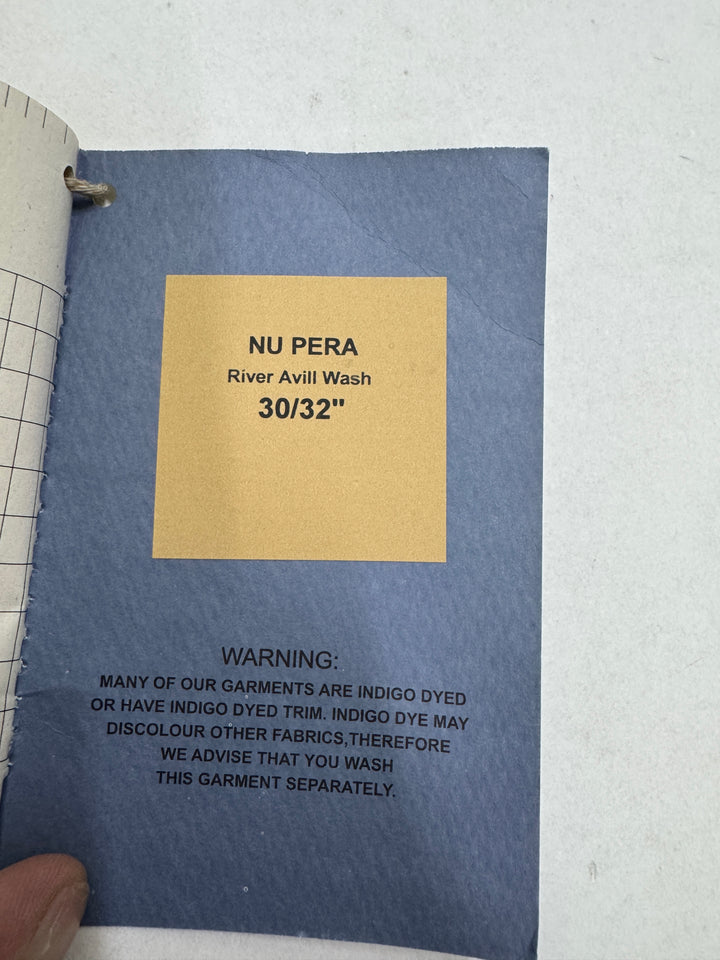 NU PERA
River Avill Wash
30/32"
WARNING:
MANY OF OUR GARMENTS ARE INDIGO DYED
OR HAVE INDIGO DYED TRIM. INDIGO DYE MAY
DISCOLOUR OTHER FABRICS,THEREFORE
WE ADVISE THAT YOU WASH
THIS GARMENT SEPARATELY.